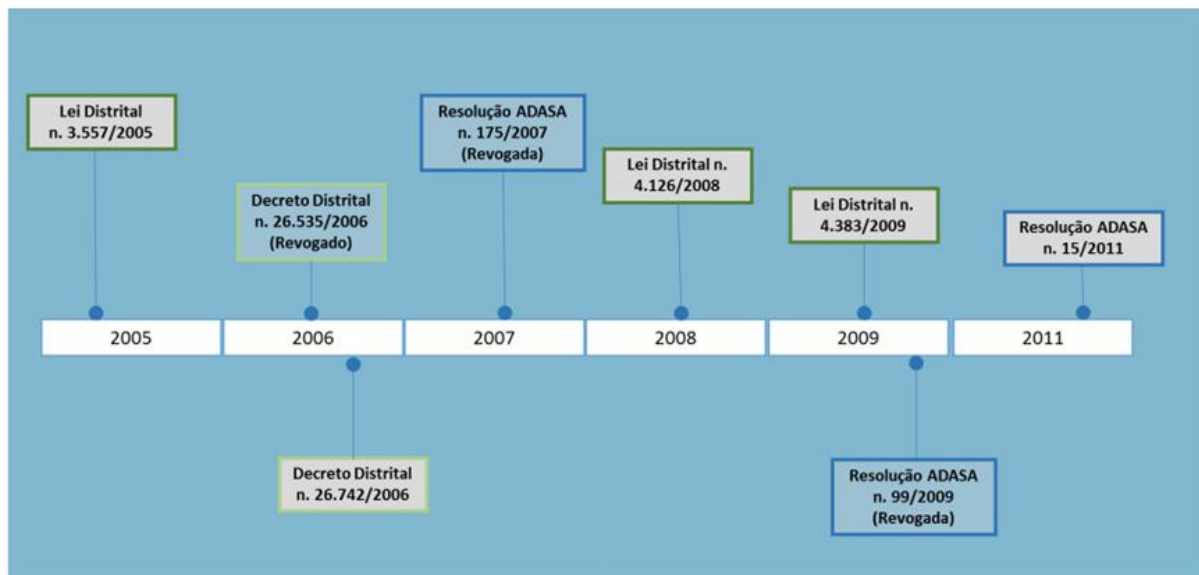 Lei Distrital
n. 3.557/2005
Decreto Distrital
n. 26.535/2006
(Revogado)
Resolução ADASA
n. 175/2007
(Revogada)
Lei Distrital n.
4.126/2008
Lei Distrital n.
4.383/2009
Resolução ADASA
n. 15/2011
2005
2006
2007
2008
2009
2011
Decreto Distrital
n. 26.742/2006
Resolução ADASA
n. 99/2009
(Revogada)